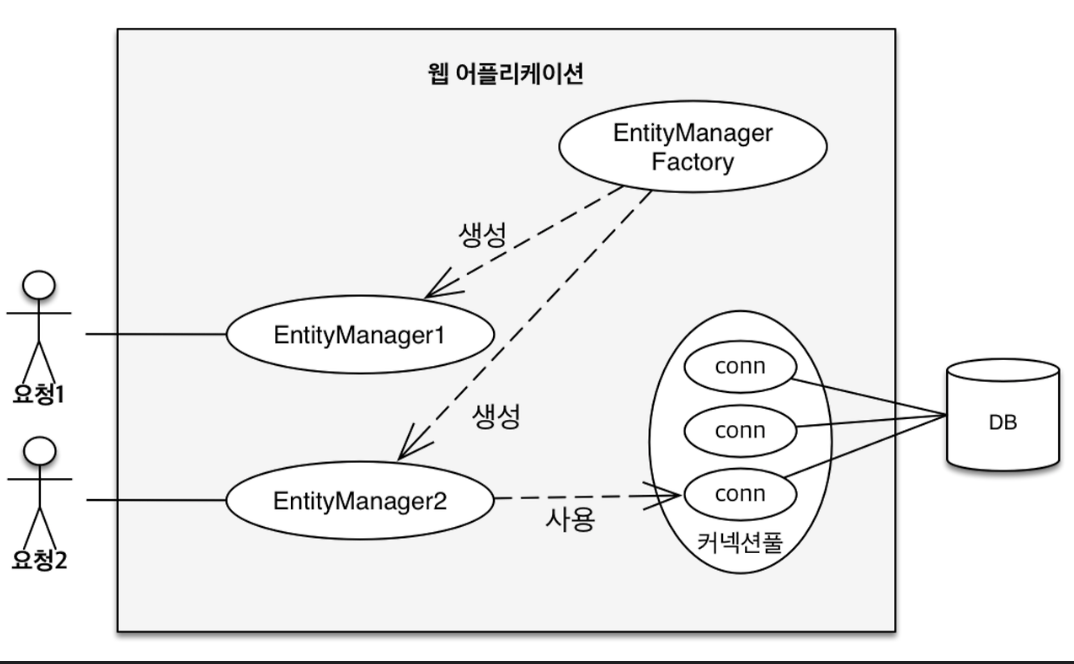 웹 어플리케이션
EntityManager
Factory
생성
EntityManager1
요청1
생성
EntityManager2
요청2
사용
conn
conn
conn
커넥션풀
DB